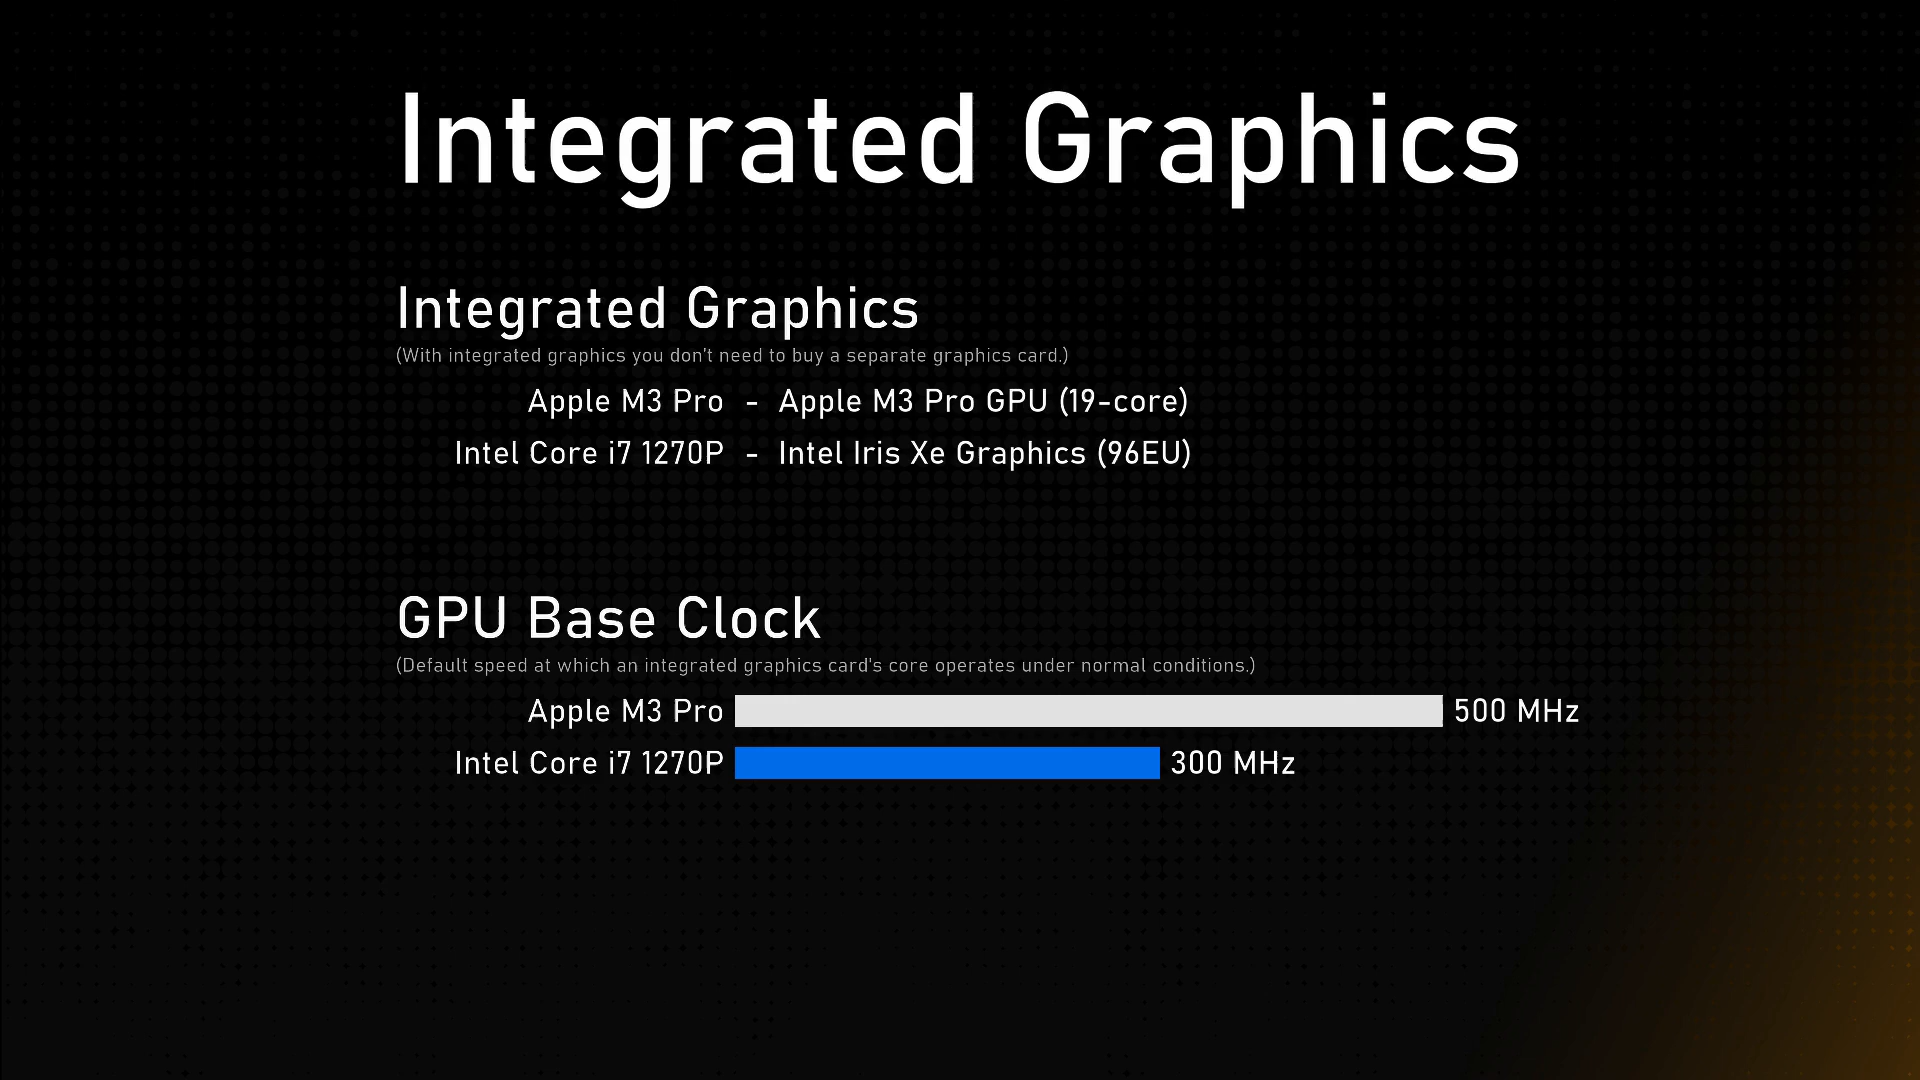 Integrated Graphics
Integrated Graphics
(With integrated graphics you don't need to buy a separate graphics card.)
Apple M3 Pro - Apple M3 Pro GPU (19-core)
Intel Core i7 1270P - Intel Iris Xe Graphics (96EU)
GPU Base Clock
(Default speed at which an integrated graphics card's core operates under normal conditions.)
Apple M3 Pro 500 MHz
Intel Core i7 1270P 300 MHz